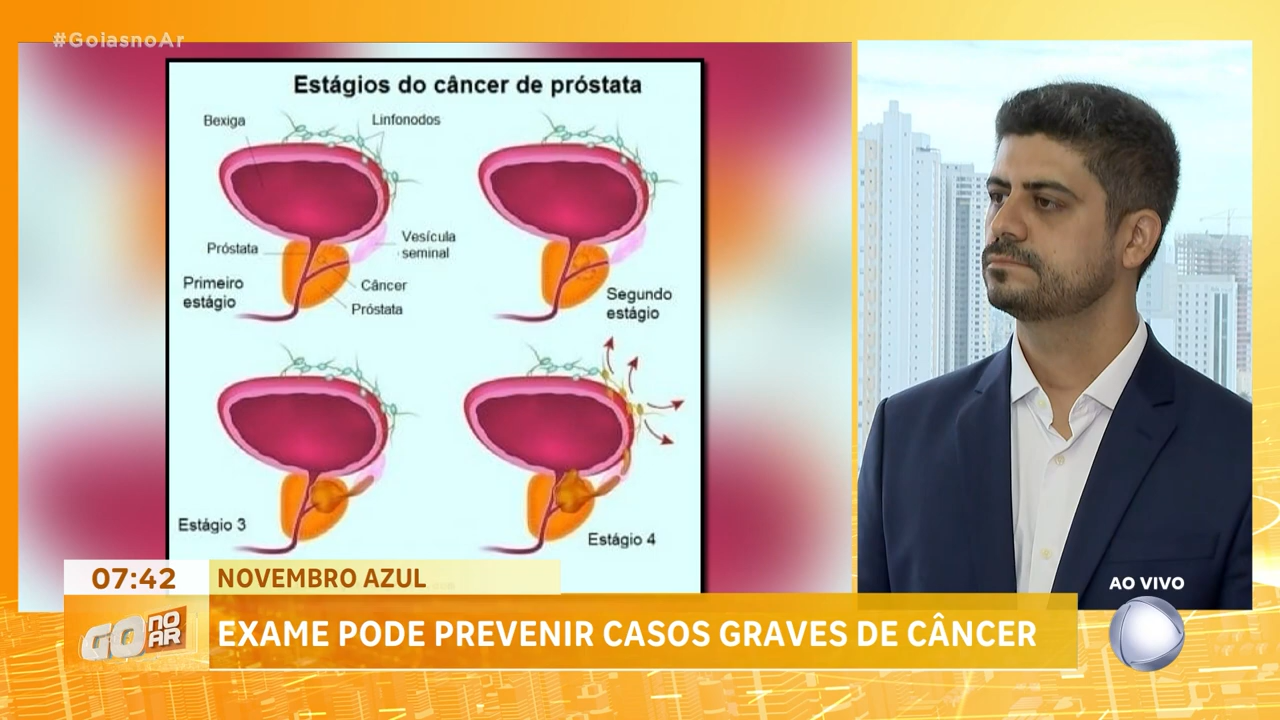 #GoiasnoAr
Estágios do câncer de próstata
Bexiga
Linfonodos
Próstata
Vesícula
seminal
Primeiro
estágio
Câncer
Próstata
Segundo
estágio
Estágio 3
Estágio 4
07:42
NOVEMBRO AZUL
AO VIVO
GO NO
AR
EXAME PODE PREVENIR CASOS GRAVES DE CÂNCER